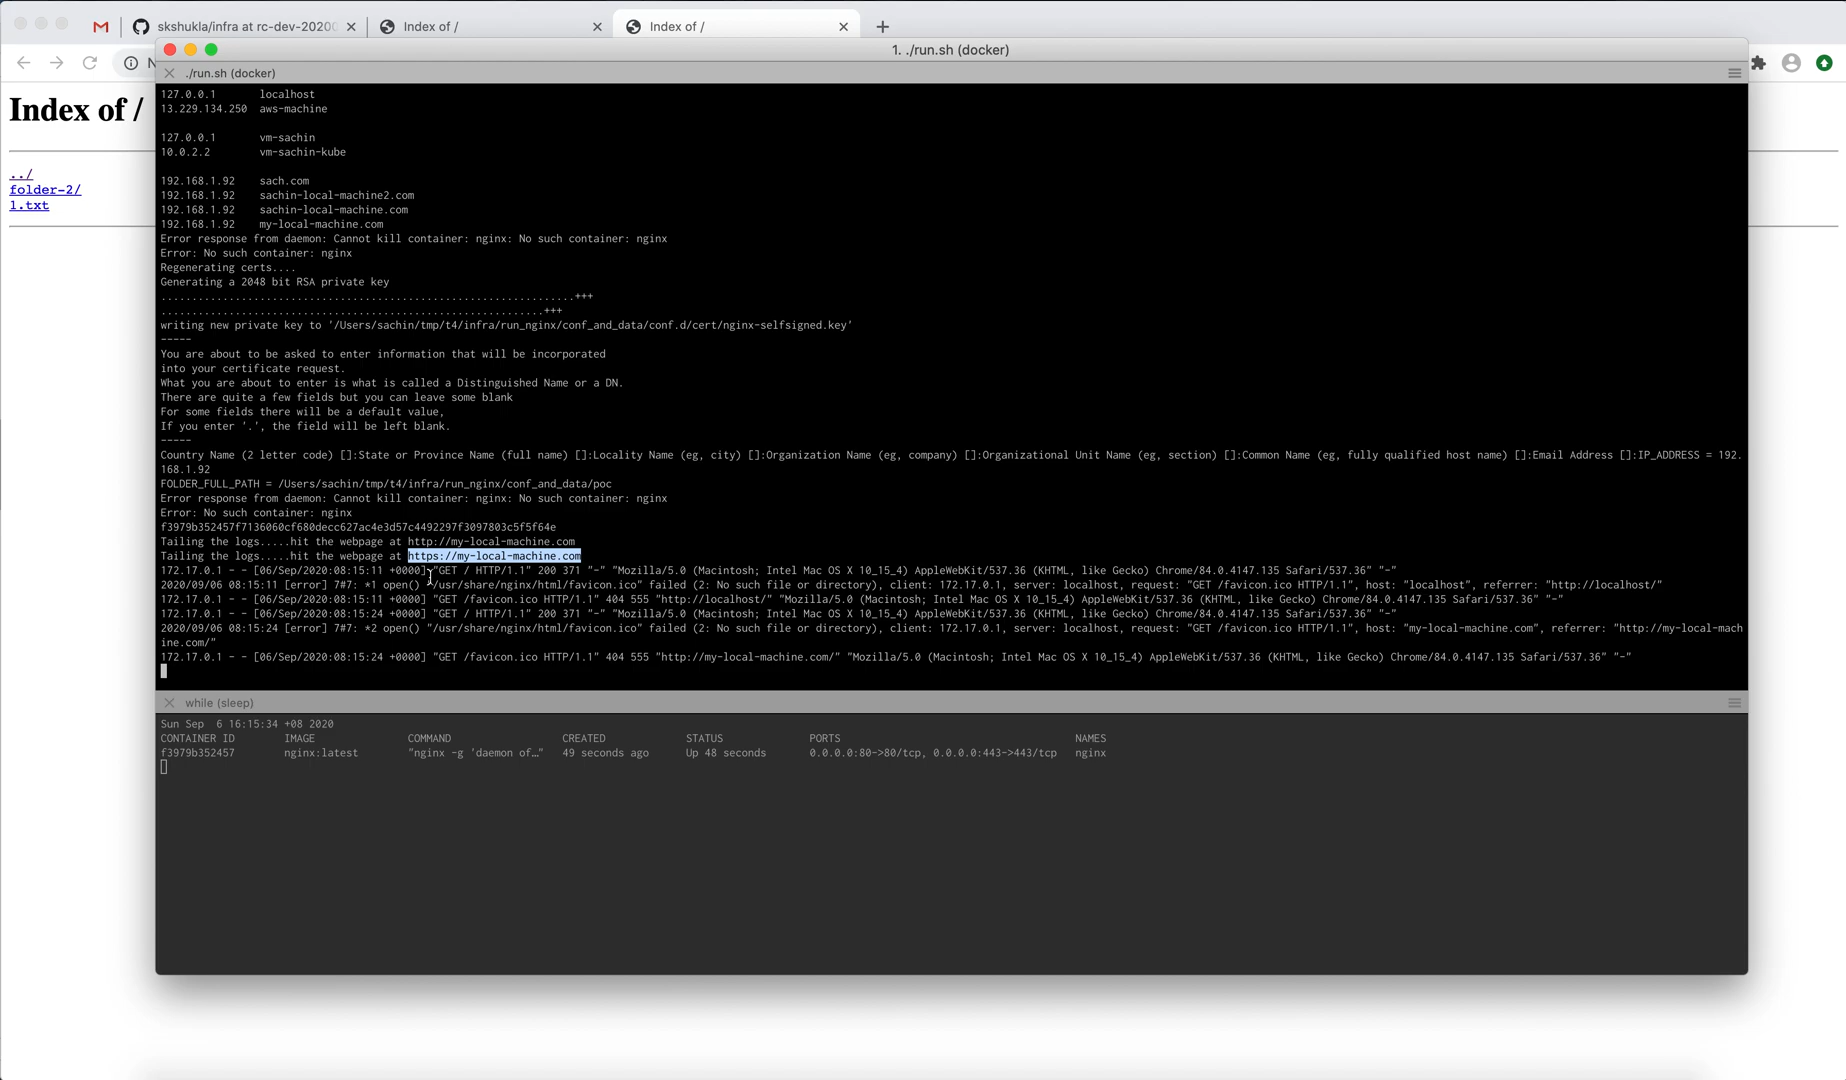 skshukla/infra at rc-dev-2020
Index of /
Index of /
1. ./run.sh (docker)
./run.sh (docker)
Index of /
../
folder-2/
1.txt
127.0.0.1 localhost
13.229.134.250 aws-machine
127.0.0.1 vm-sachin
10.0.2.2 vm-sachin-kube
192.168.1.92 sach.com
192.168.1.92 sachin-local-machine2.com
192.168.1.92 sachin-local-machine.com
192.168.1.92 my-local-machine.com
Error response from daemon: Cannot kill container: nginx: No such container: nginx
Error: No such container: nginx
Regenerating certs....
Generating a 2048 bit RSA private key
...................................................................+++
..............................................................+++
writing new private key to '/Users/sachin/tmp/t4/infra/run_nginx/conf_and_data/conf.d/cert/nginx-selfsigned.key'
-----
You are about to be asked to enter information that will be incorporated
into your certificate request.
What you are about to enter is what is called a Distinguished Name or a DN.
There are quite a few fields but you can leave some blank
For some fields there will be a default value,
If you enter '.', the field will be left blank.
-----
Country Name (2 letter code) []:State or Province Name (full name) []:Locality Name (eg, city) []:Organization Name (eg, company) []:Organizational Unit Name (eg, section) []:Common Name (eg, fully qualified host name) []:Email Address []:IP_ADDRESS = 192.
168.1.92
FOLDER_FULL_PATH = /Users/sachin/tmp/t4/infra/run_nginx/conf_and_data/poc
Error response from daemon: Cannot kill container: nginx: No such container: nginx
Error: No such container: nginx
f3979b352457f7136060cf680decc627ac4e3d57c4492297f3097803c5f5f64e
Tailing the logs.....hit the webpage at http://my-local-machine.com
Tailing the logs.....hit the webpage at https://my-local-machine.com
172.17.0.1 - - [06/Sep/2020:08:15:11 +0000] "GET / HTTP/1.1" 200 371 "-" "Mozilla/5.0 (Macintosh; Intel Mac OS X 10_15_4) AppleWebKit/537.36 (KHTML, like Gecko) Chrome/84.0.4147.135 Safari/537.36" "-"
2020/09/06 08:15:11 [error] 7#7: *1 open() "/usr/share/nginx/html/favicon.ico" failed (2: No such file or directory), client: 172.17.0.1, server: localhost, request: "GET /favicon.ico HTTP/1.1", host: "localhost", referrer: "http://localhost/"
172.17.0.1 - - [06/Sep/2020:08:15:11 +0000] "GET /favicon.ico HTTP/1.1" 404 555 "http://localhost/" "Mozilla/5.0 (Macintosh; Intel Mac OS X 10_15_4) AppleWebKit/537.36 (KHTML, like Gecko) Chrome/84.0.4147.135 Safari/537.36" "-"
172.17.0.1 - - [06/Sep/2020:08:15:24 +0000] "GET / HTTP/1.1" 200 371 "-" "Mozilla/5.0 (Macintosh; Intel Mac OS X 10_15_4) AppleWebKit/537.36 (KHTML, like Gecko) Chrome/84.0.4147.135 Safari/537.36" "-"
2020/09/06 08:15:24 [error] 7#7: *2 open() "/usr/share/nginx/html/favicon.ico" failed (2: No such file or directory), client: 172.17.0.1, server: localhost, request: "GET /favicon.ico HTTP/1.1", host: "my-local-machine.com", referrer: "http://my-local-mach
ine.com/"
172.17.0.1 - - [06/Sep/2020:08:15:24 +0000] "GET /favicon.ico HTTP/1.1" 404 555 "http://my-local-machine.com/" "Mozilla/5.0 (Macintosh; Intel Mac OS X 10_15_4) AppleWebKit/537.36 (KHTML, like Gecko) Chrome/84.0.4147.135 Safari/537.36" "-"
while (sleep)
Sun Sep 6 16:15:34 +08 2020
CONTAINER ID IMAGE COMMAND CREATED STATUS PORTS NAMES
f3979b352457 nginx:latest "nginx -g 'daemon of…" 49 seconds ago Up 48 seconds 0.0.0.0:80->80/tcp, 0.0.0.0:443->443/tcp nginx